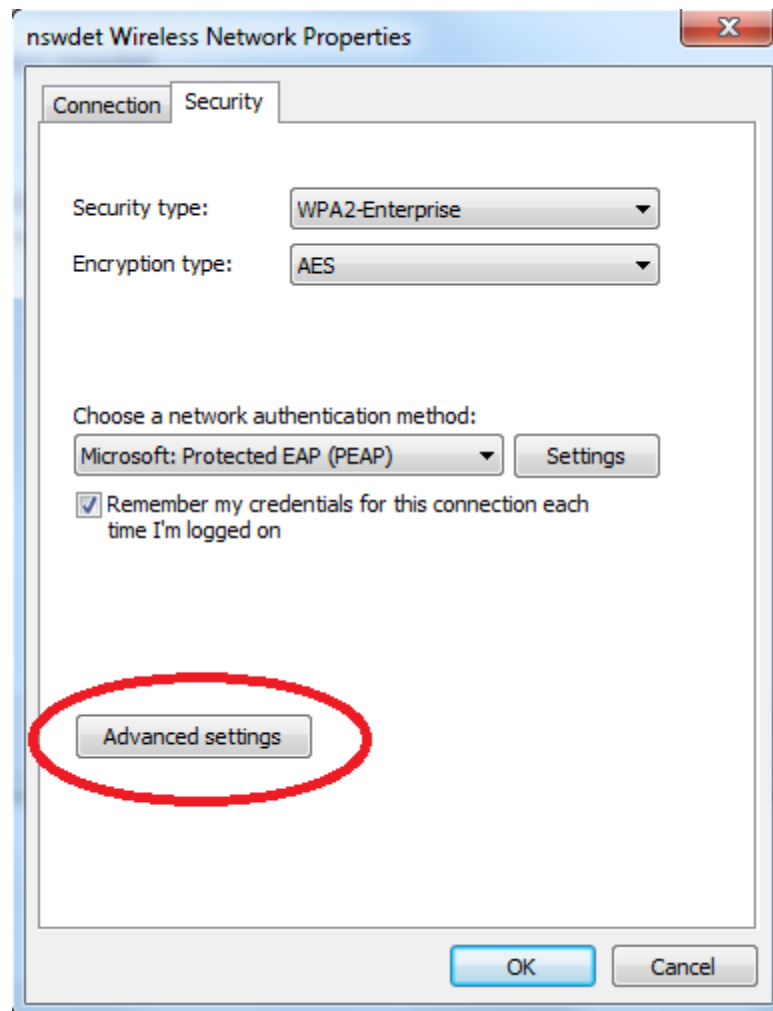 nswdet Wireless Network Properties
Connection
Security
Security type:
WPA2-Enterprise
Encryption type:
AES
Choose a network authentication method:
Microsoft: Protected EAP (PEAP)
Settings
Remember my credentials for this connection each
time I'm logged on
Advanced settings
OK
Cancel